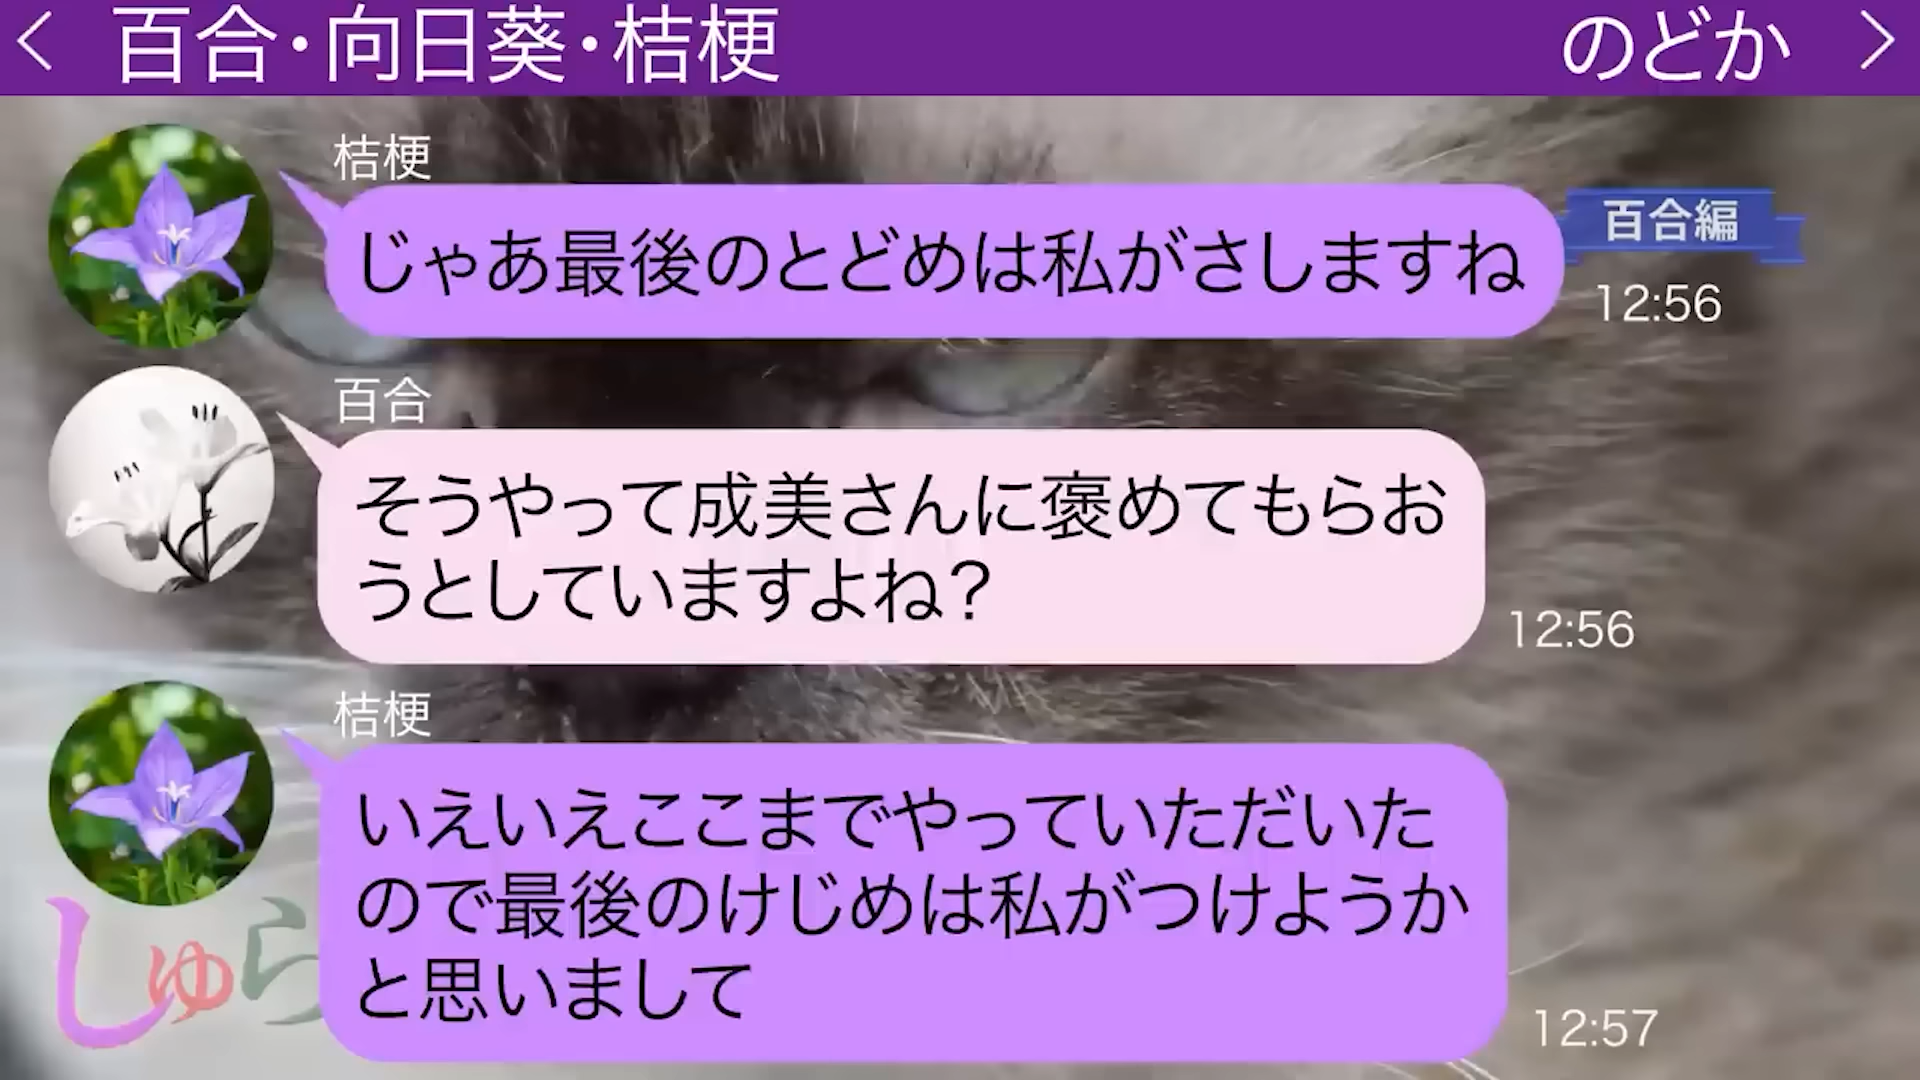 百合・向日葵・桔梗
のどか
桔梗
じゃあ最後のとどめは私がさしますね
百合編
12:56
百合
そうやって成美さんに褒めてもらお
うとしていますよね？
12:56
桔梗
いえいえここまでやっていただいた
ので最後のけじめは私がつけようか
と思いまして
12:57
しゅら